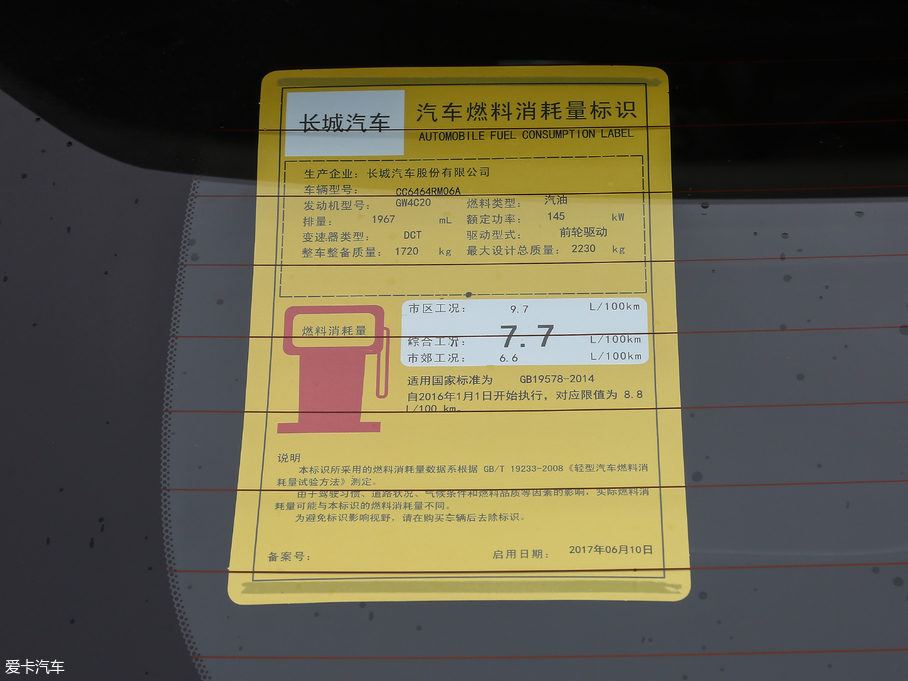 长城汽车
汽车燃料消耗量标识
AUTOMOBILE FUEL CONSUMPTION LABEL
生产企业：长城汽车股份有限公司
车辆型号： CC6464RM06A
发动机型号： GW4C20 燃料类型： 汽油
排量： 1967 mL 额定功率： 145 kW
变速器类型： DCT 驱动型式： 前轮驱动
整车整备质量： 1720 kg 最大设计总质量： 2230 kg
燃料消耗量
市区工况： 9.7 L/100km
综合工况： 7.7 L/100km
市郊工况： 6.6 L/100km
适用国家标准为 GB19578-2014
自2016年1月1日开始执行，对应限值为 8.8
L/100 km。
说明
本标识所采用的燃料消耗量数据系根据 GB/T 19233-2008《轻型汽车燃料消
耗量试验方法》测定。
由于驾驶习惯、道路状况、气候条件和燃料品质等因素的影响，实际燃料消
耗量可能与本标识的燃料消耗量不同。
为避免标识影响视野，请在购买车辆后去除标识。
备案号： 启用日期： 2017年06月10日
爱卡汽车